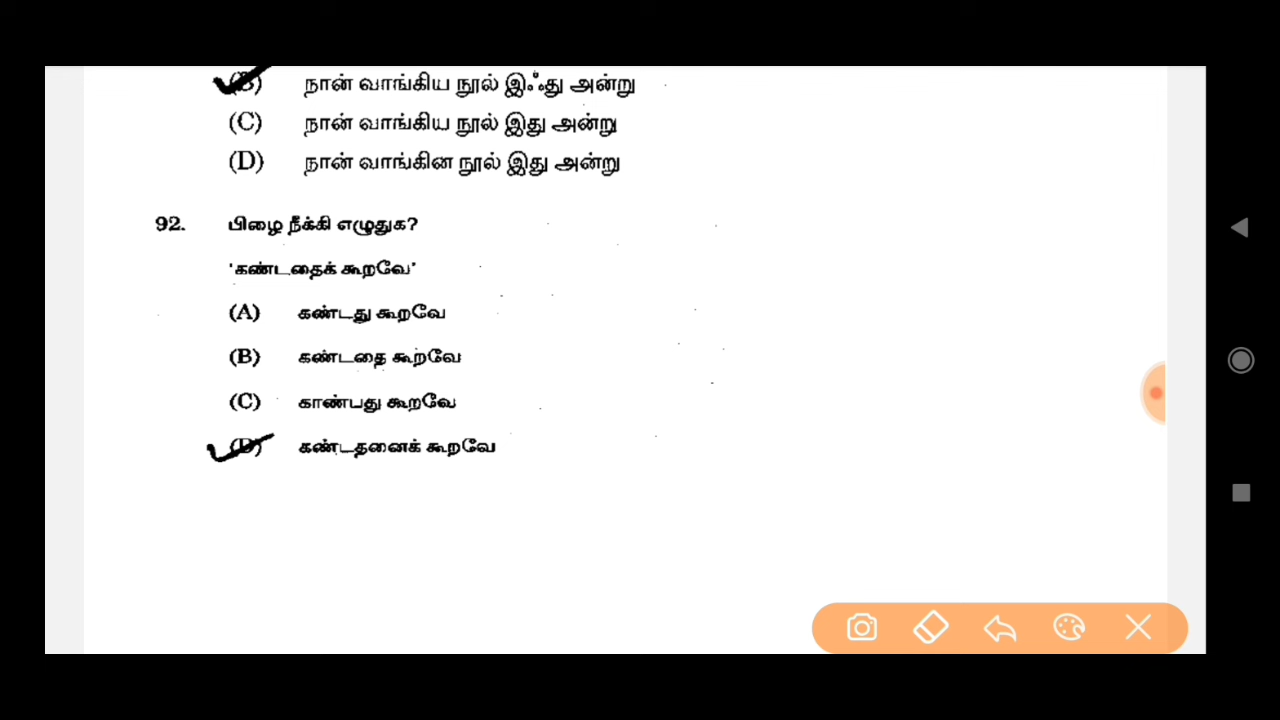 (B) நான் வாங்கிய நூல் இஃது அன்று
(C) நான் வாங்கிய நூல் இது அன்று
(D) நான் வாங்கின நூல் இது அன்று
92. பிழை நீக்கி எழுதுக?
'கண்டதைக் கூறவே'
(A) கண்டது கூறவே
(B) கண்டதை கூறவே
(C) காண்பது கூறவே
(D) கண்டதனைக் கூறவே